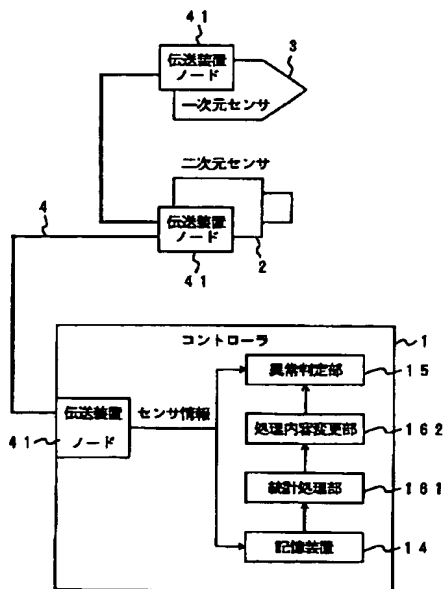 ４１
伝送装置
ノード
３
一次元センサ
二次元センサ
４
伝送装置
ノード
２
４１
コントローラ
１
異常判定部
１５
伝送装置
ノード
センサ情報
４１
処理内容変更部
１６２
統計処理部
１６１
記憶装置
１４